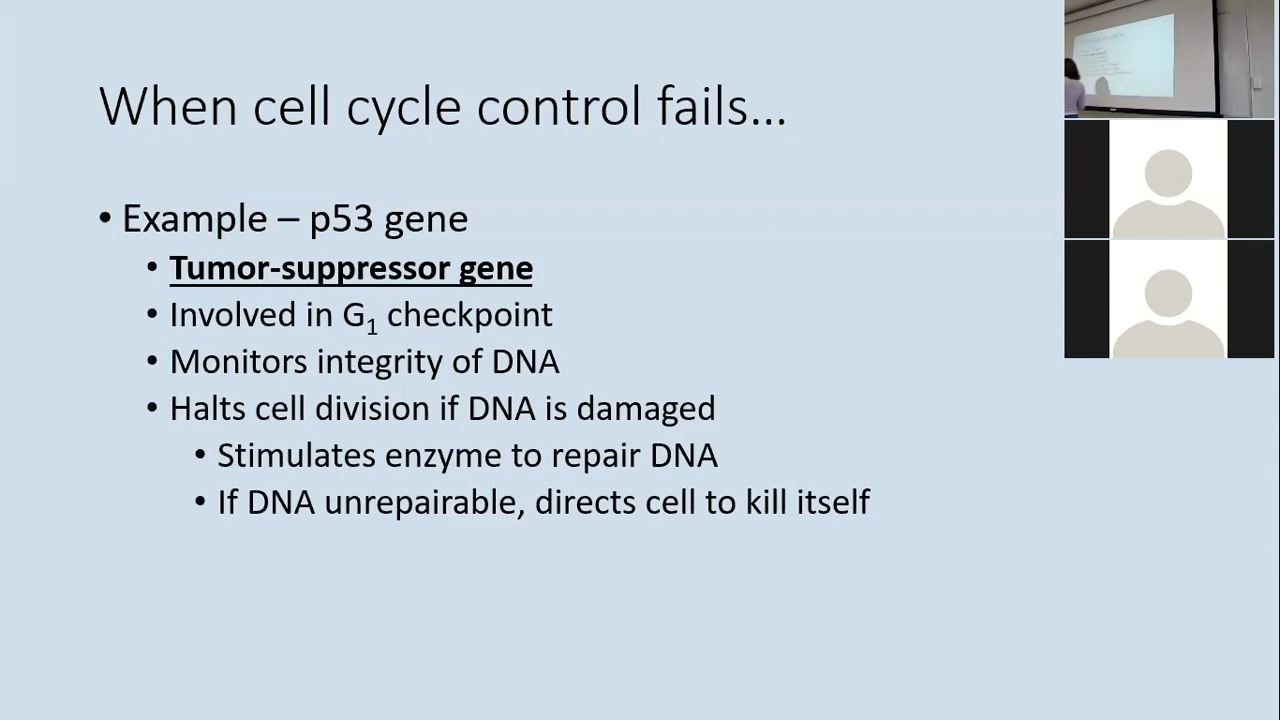 When cell cycle control fails...
• Example – p53 gene
• Tumor-suppressor gene
• Involved in G₁ checkpoint
• Monitors integrity of DNA
• Halts cell division if DNA is damaged
• Stimulates enzyme to repair DNA
• If DNA unrepairable, directs cell to kill itself